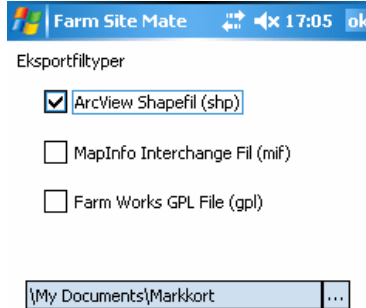 Farm Site Mate 17:05 ok
Eksportfiltyper
ArcView Shapefil (shp)
MapInfo Interchange Fil (mif)
Farm Works GPL File (gpl)
\My Documents\Markkort ...